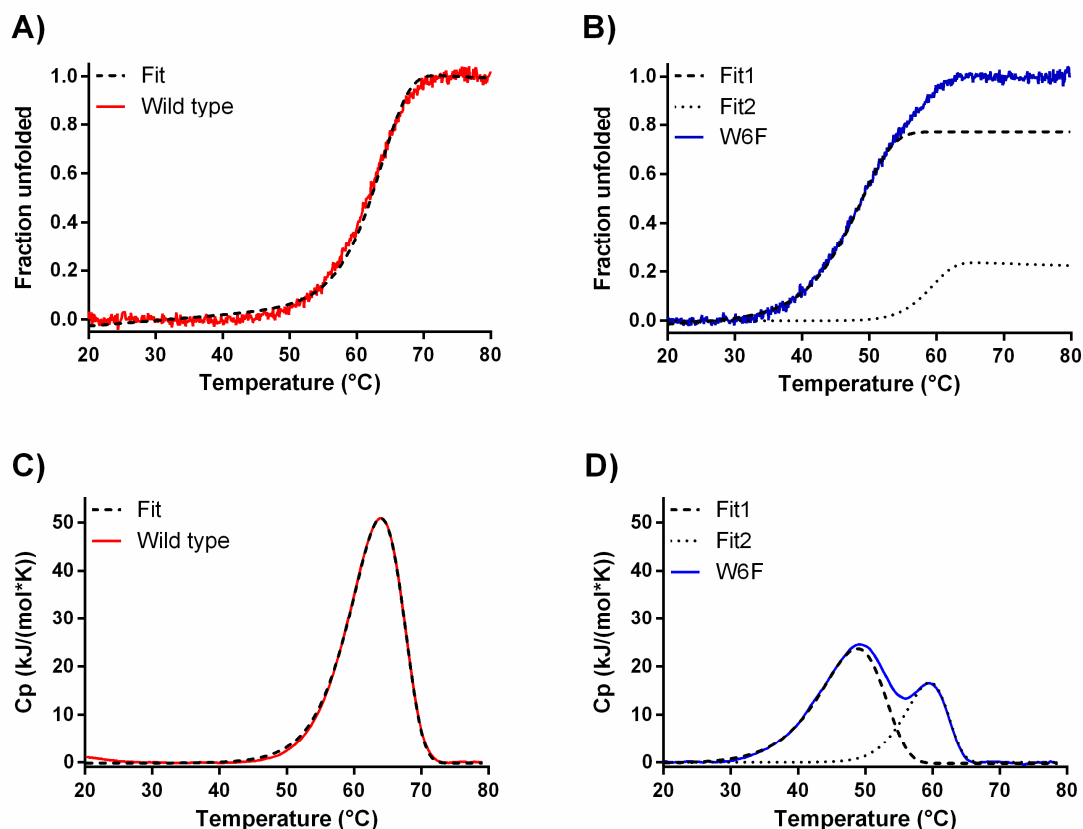 A)
Fit
Wild type
1.0
0.8
0.6
0.4
0.2
0.0
Fraction unfolded
20 30 40 50 60 70 80
Temperature (°C)
B)
Fit1
Fit2
W6F
1.0
0.8
0.6
0.4
0.2
0.0
Fraction unfolded
20 30 40 50 60 70 80
Temperature (°C)
C)
Fit
Wild type
50
40
30
20
10
0
Cp (kJ/(mol*K))
20 30 40 50 60 70 80
Temperature (°C)
D)
Fit1
Fit2
W6F
50
40
30
20
10
0
Cp (kJ/(mol*K))
20 30 40 50 60 70 80
Temperature (°C)